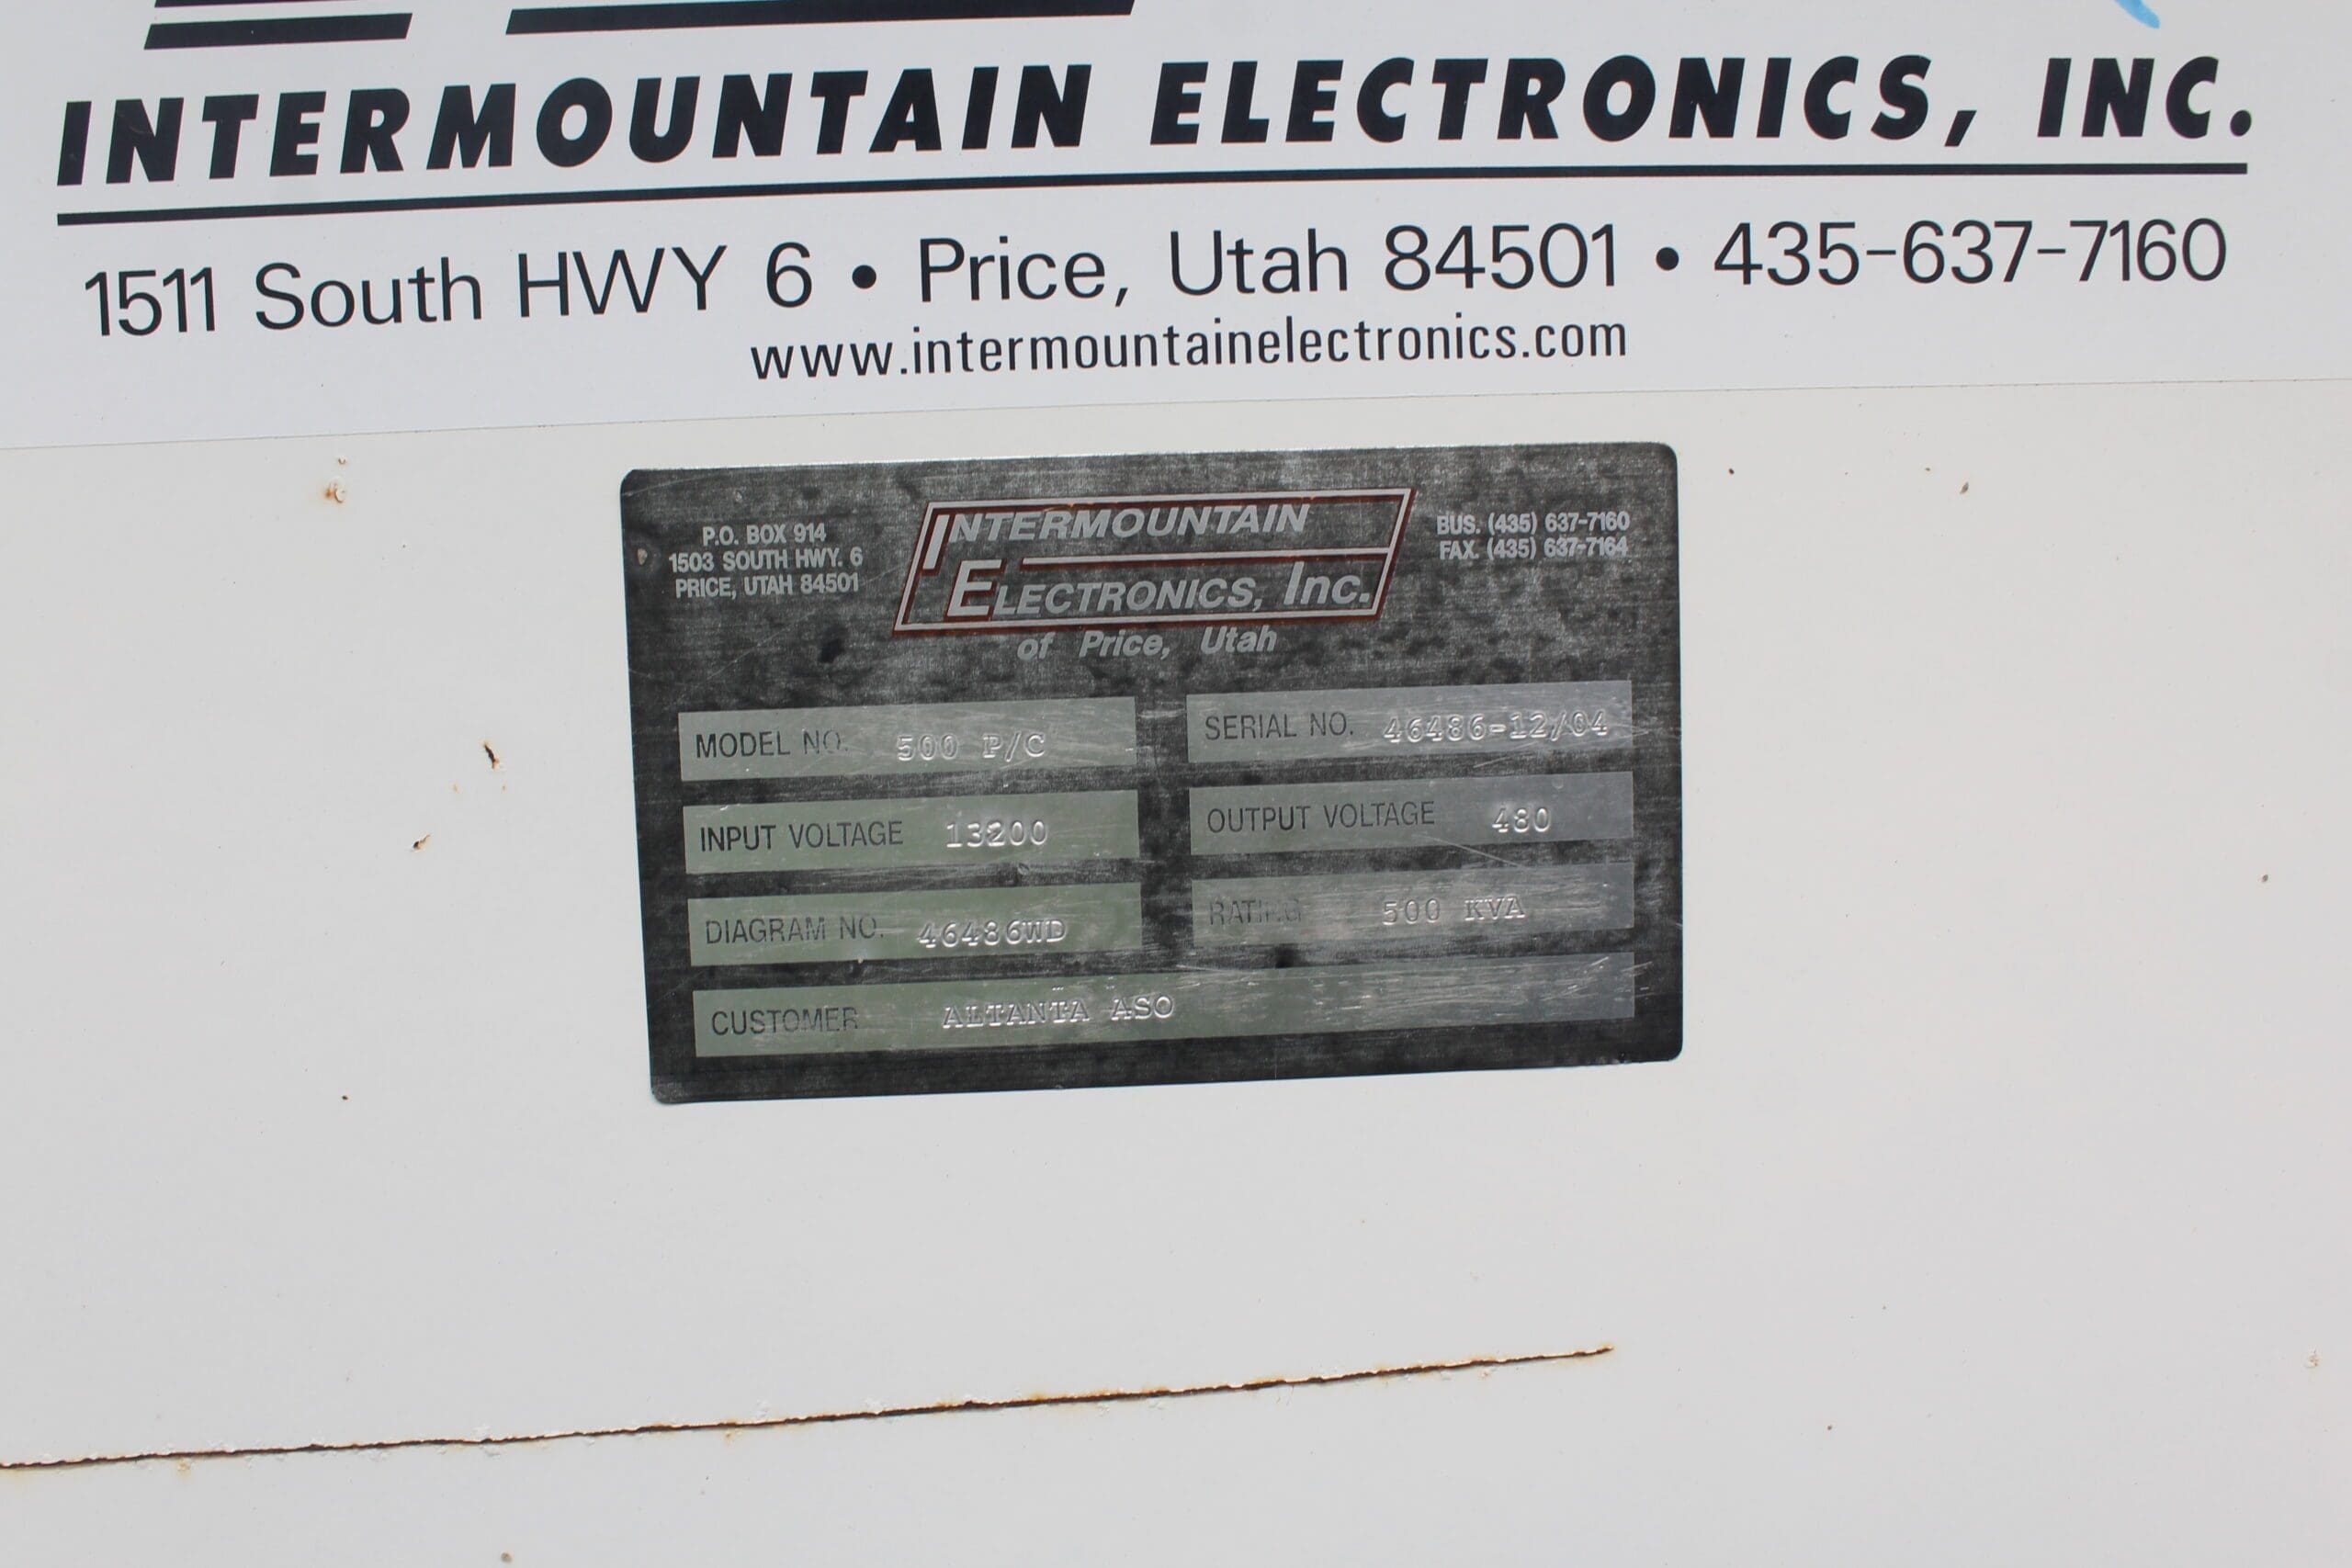 INTERMOUNTAIN ELECTRONICS, INC.
1511 South HWY 6 • Price, Utah 84501 • 435-637-7160
www.intermountainelectronics.com
P.O. BOX 914
1503 SOUTH HWY. 6
PRICE, UTAH 84501
INTERMOUNTAIN
ELECTRONICS, Inc.
of Price, Utah
BUS. (435) 637-7160
FAX. (435) 637-7164
MODEL NO. 500 P/C
SERIAL NO. 46486-12/04
INPUT VOLTAGE 13200
OUTPUT VOLTAGE 480
DIAGRAM NO. 46486WD
RATING 500 KVA
CUSTOMER ALTANTA ASO